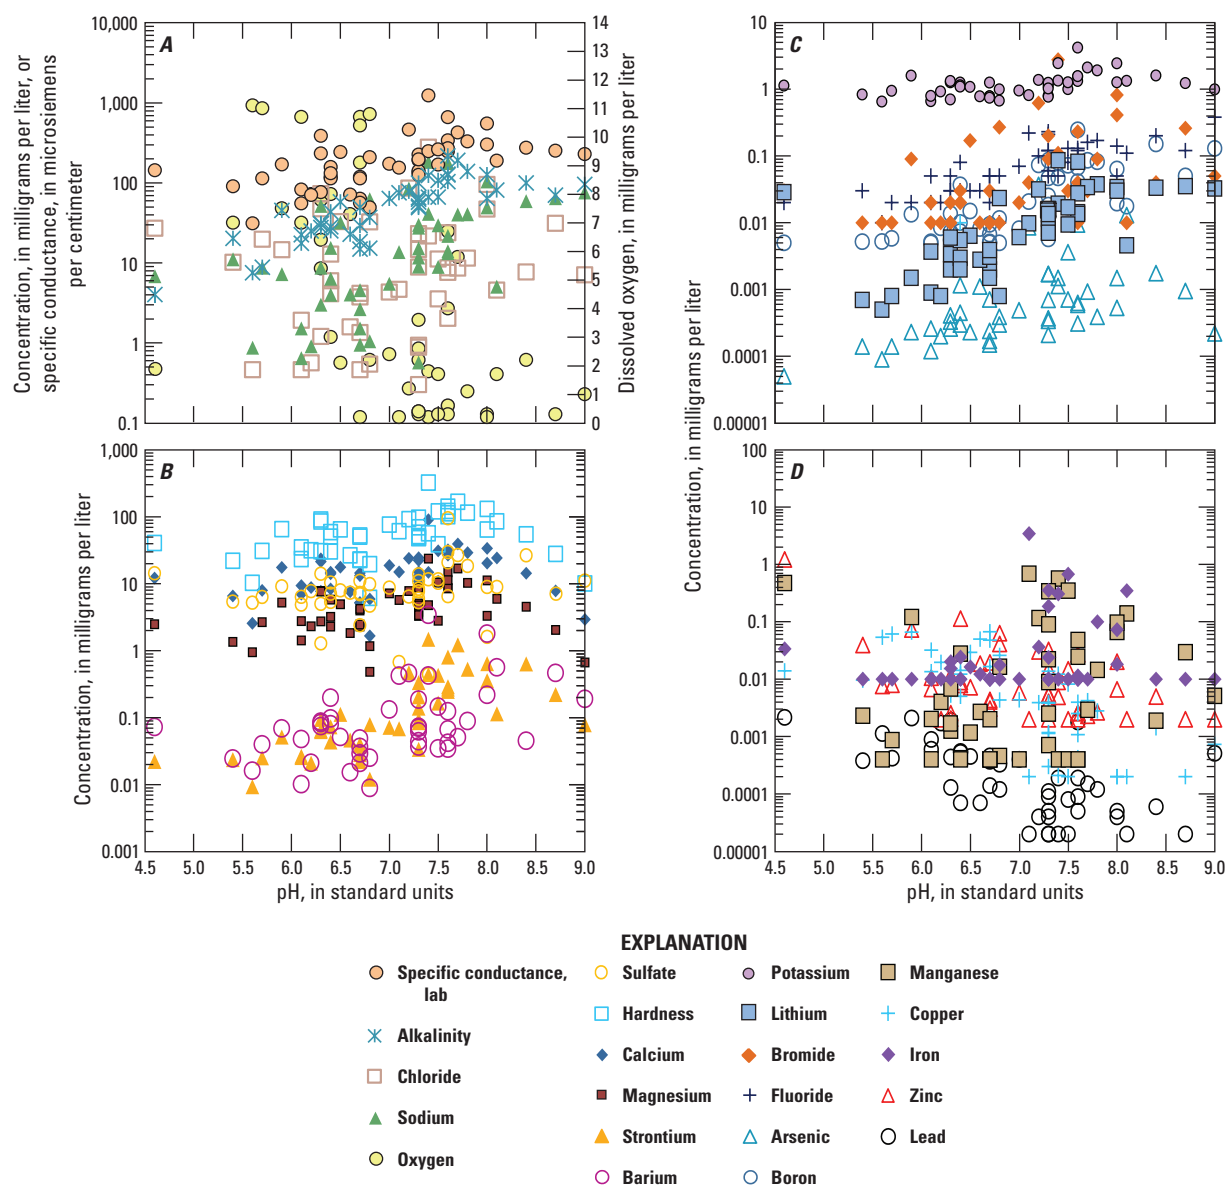 A
Concentration, in milligrams per liter, or
specific conductance, in microsiemens
per centimeter
10,000
1,000
100
10
1
0.1
14
13
12
11
10
9
8
7
6
5
4
3
2
1
0
Dissolved oxygen, in milligrams per liter
C
Concentration, in milligrams per liter
10
1
0.1
0.01
0.001
0.0001
0.00001
B
Concentration, in milligrams per liter
1,000
100
10
1
0.1
0.01
0.001
4.5 5.0 5.5 6.0 6.5 7.0 7.5 8.0 8.5 9.0
pH, in standard units
D
100
10
1
0.1
0.01
0.001
0.0001
0.00001
4.5 5.0 5.5 6.0 6.5 7.0 7.5 8.0 8.5 9.0
pH, in standard units
EXPLANATION
Specific conductance,
lab
Alkalinity
Chloride
Sodium
Oxygen
Sulfate
Hardness
Calcium
Magnesium
Strontium
Barium
Potassium
Lithium
Bromide
Fluoride
Arsenic
Boron
Manganese
Copper
Iron
Zinc
Lead